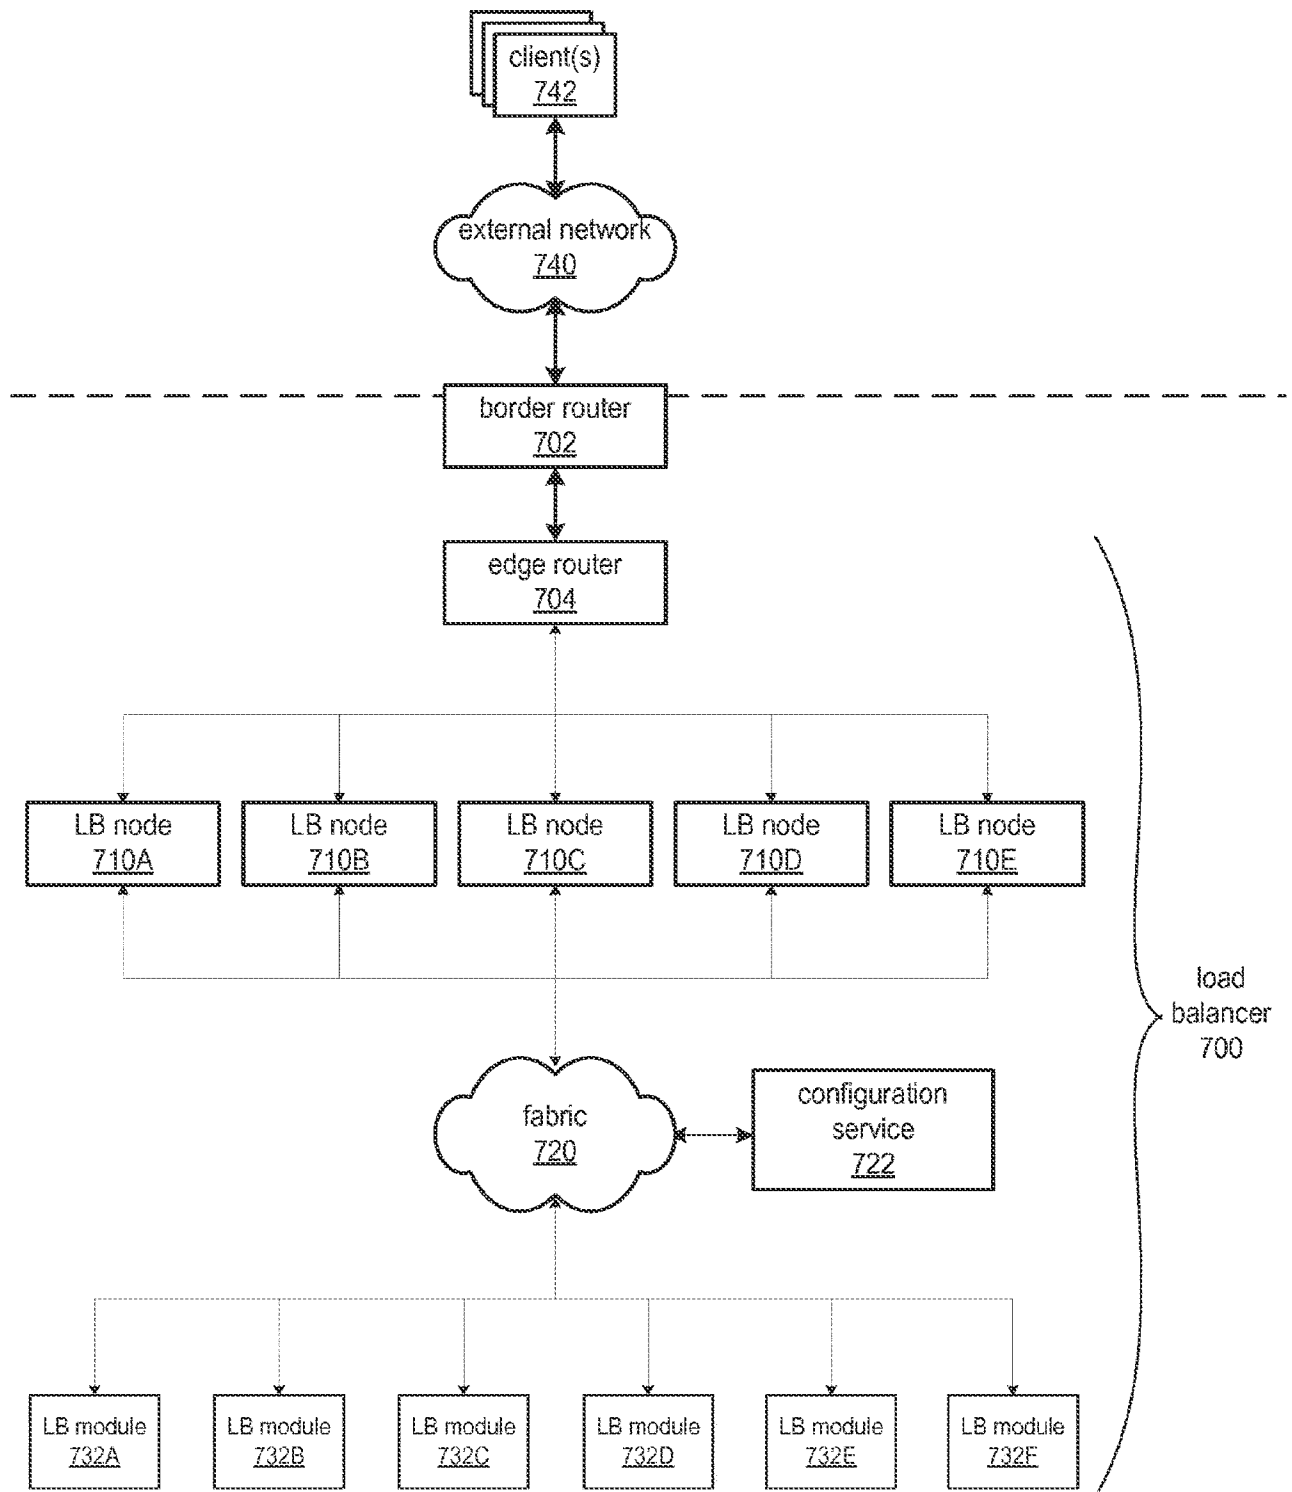 client(s)
742
external network
740
border router
702
edge router
704
LB node
710A
LB node
710B
LB node
710C
LB node
710D
LB node
710E
load
balancer
700
fabric
720
configuration
service
722
LB module
732A
LB module
732B
LB module
732C
LB module
732D
LB module
732E
LB module
732F